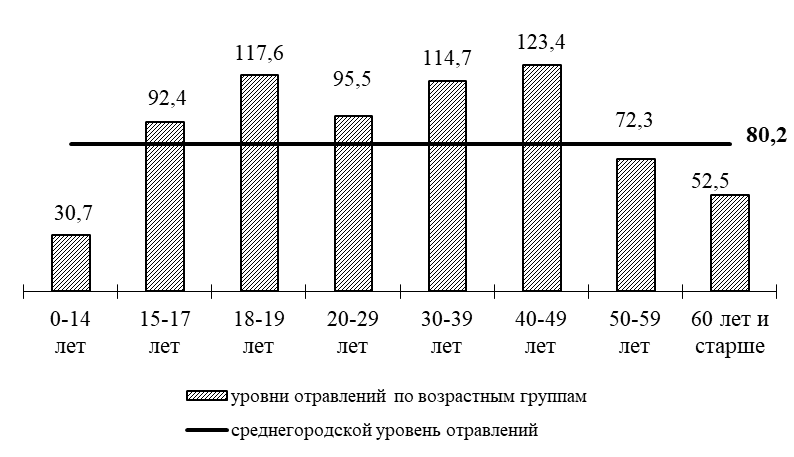 123,4
117,6
114,7
95,5
92,4
72,3
80,2
52,5
30,7
0-14 15-17 18-19 20-29 30-39 40-49 50-59 60 лет и
лет лет лет лет лет лет лет старше
уровни отравлений по возрастным группам
среднегородской уровень отравлений